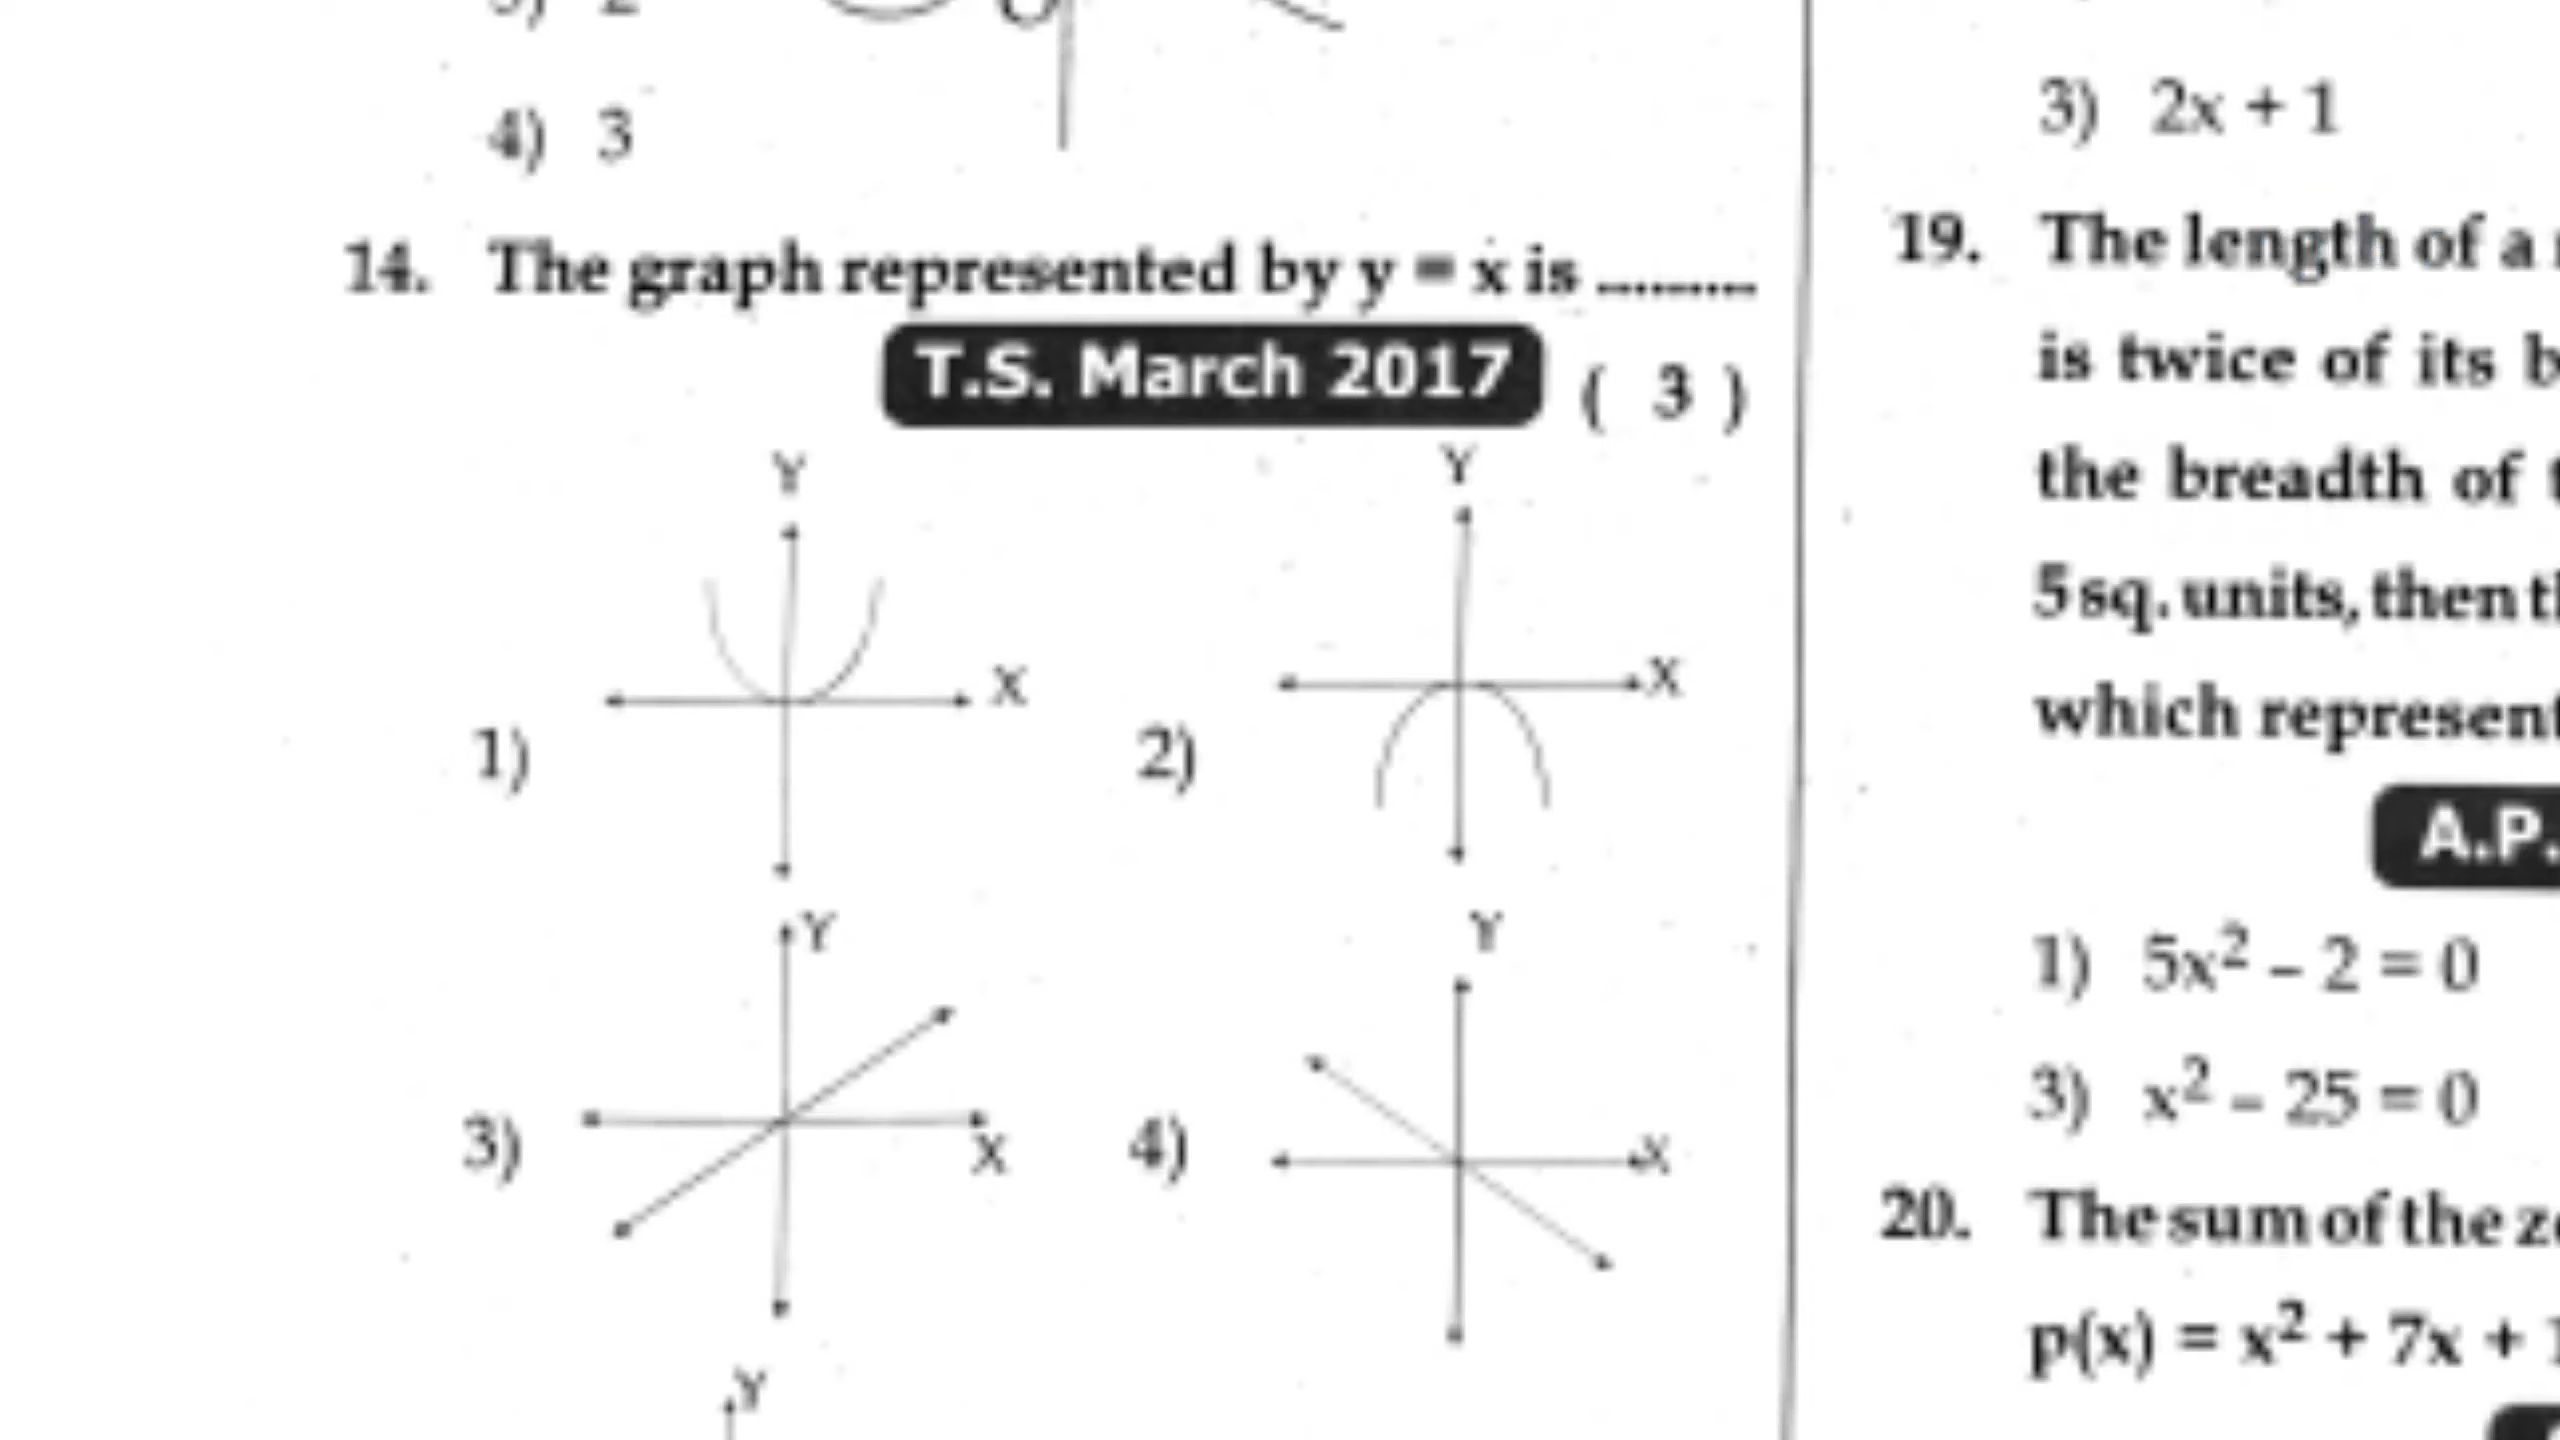 4) 3
14. The graph represented by y = x is .........
T.S. March 2017 ( 3 )
Y
X
1)
Y
X
2)
Y
X
3)
Y
X
4)
Y
3) 2x + 1
19. The length of a
is twice of its b
the breadth of
5 sq. units, then
which represent
A.P.
1) 5x² – 2 = 0
3) x² – 25 = 0
20. The sum of the
p(x) = x² + 7x +